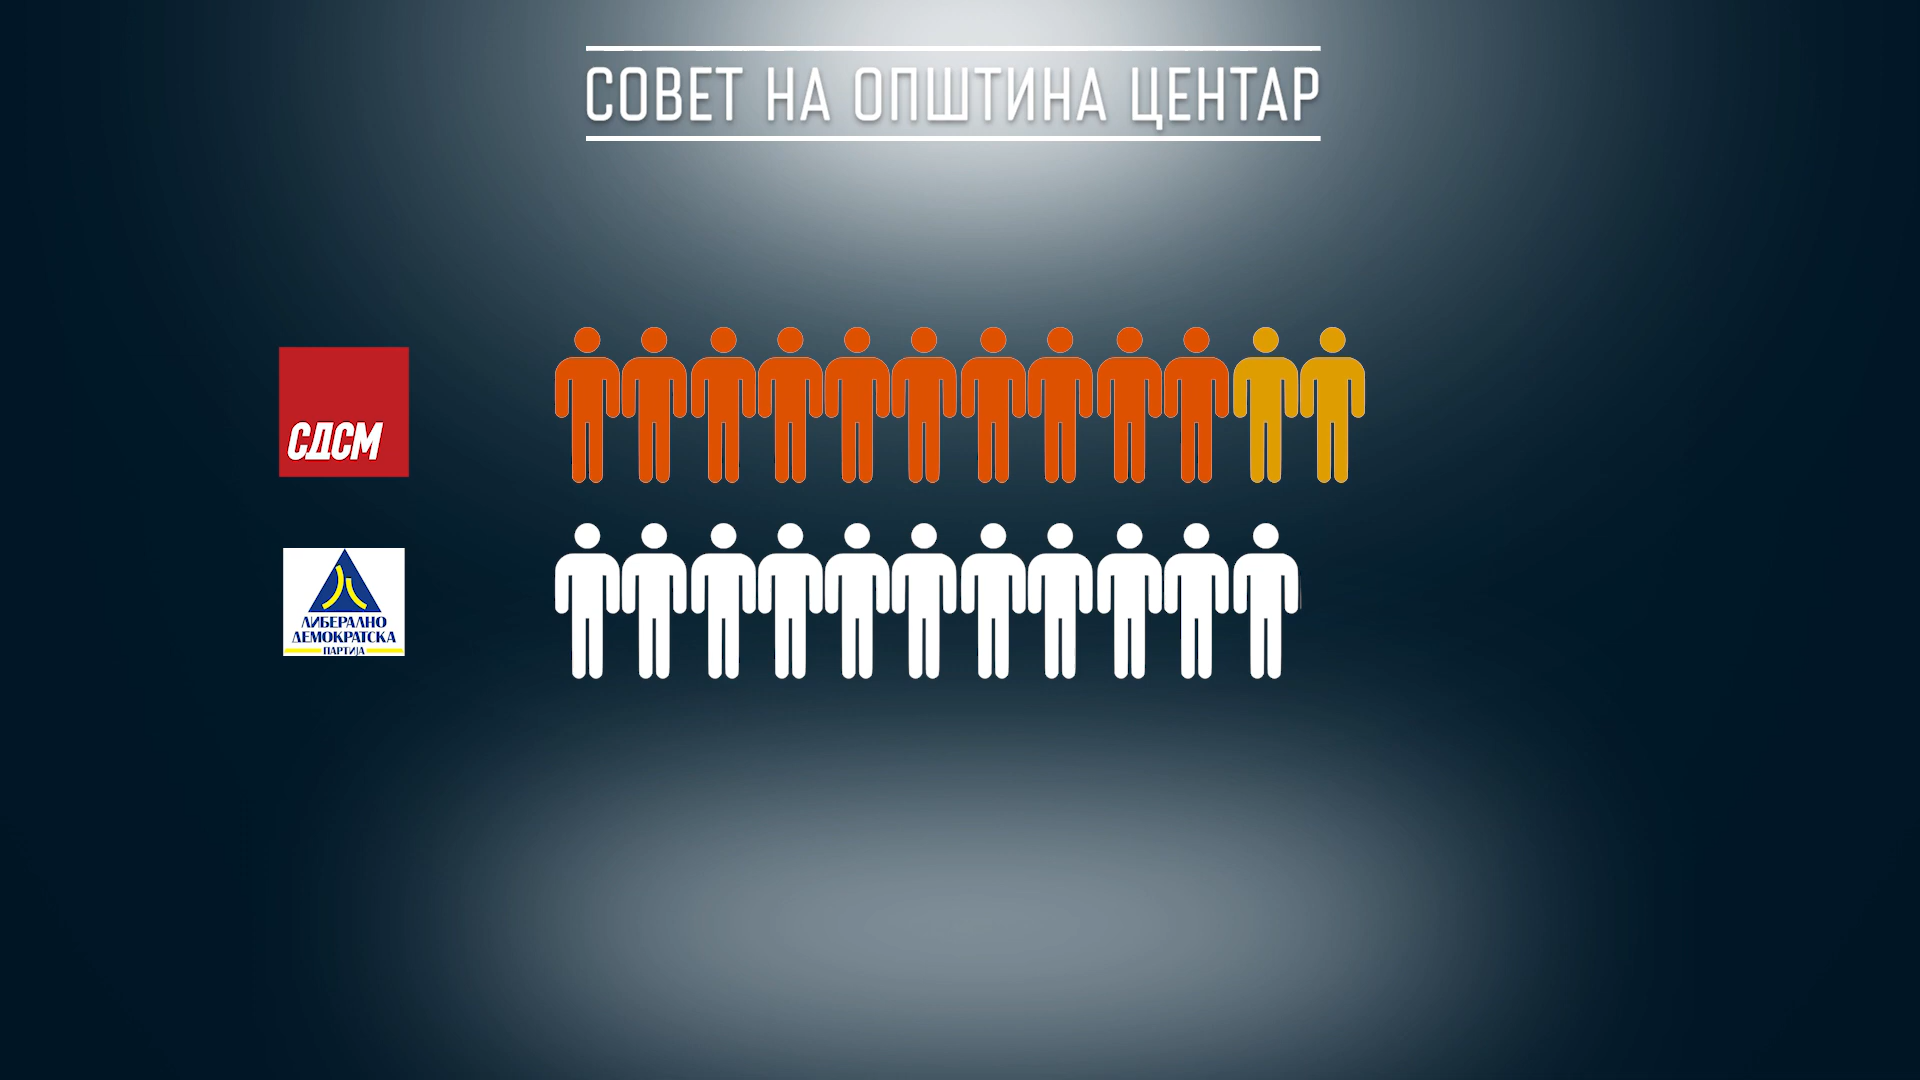 СОВЕТ НА ОПШТИНА ЦЕНТАР
СДСМ
ЛИБЕРАЛНО
ДЕМОКРАТСКА
ПАРТИЈА